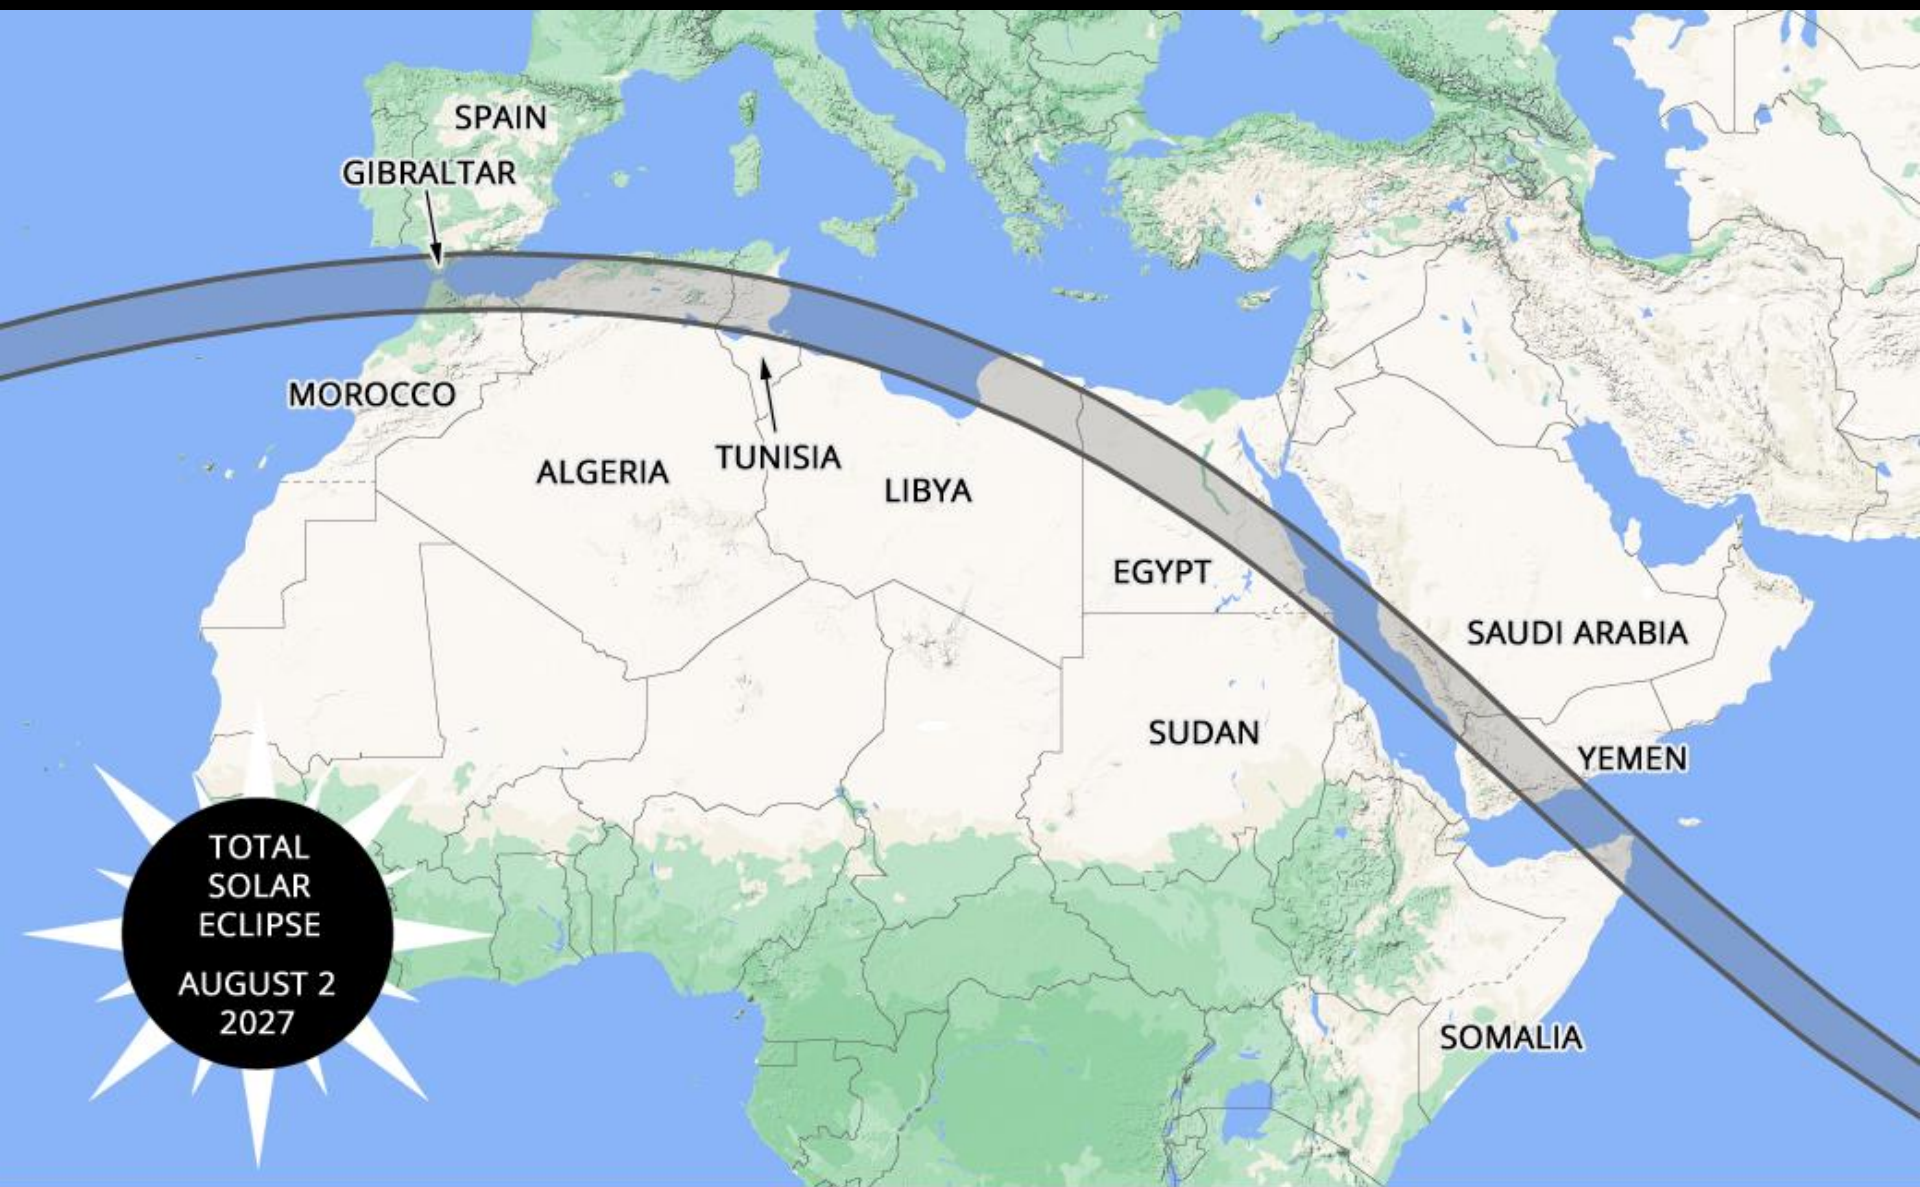 SPAIN
GIBRALTAR
MOROCCO
ALGERIA
TUNISIA
LIBYA
EGYPT
SAUDI ARABIA
SUDAN
YEMEN
SOMALIA
TOTAL
SOLAR
ECLIPSE
AUGUST 2
2027